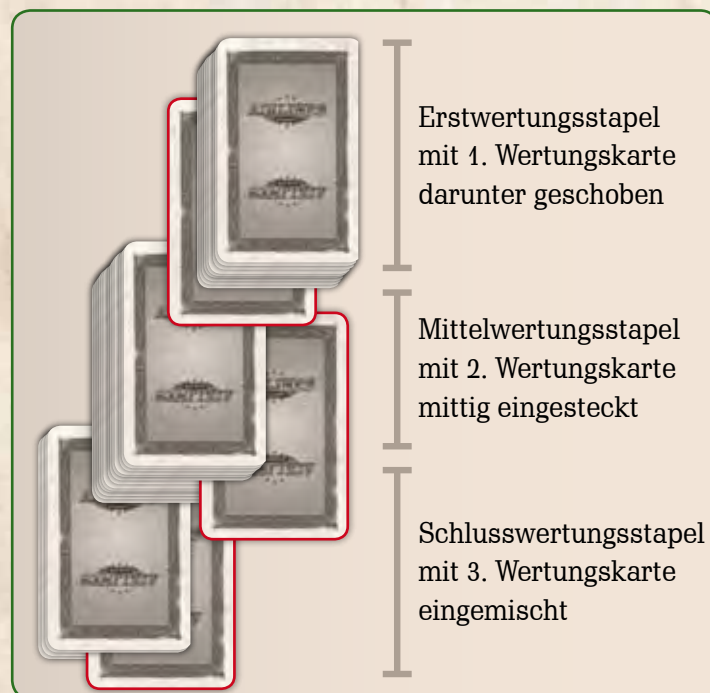 Erstwertungsstapel
mit 1. Wertungskarte
darunter geschoben
Mittelwertungsstapel
mit 2. Wertungskarte
mittig eingesteckt
Schlusswertungsstapel
mit 3. Wertungskarte
eingemischt